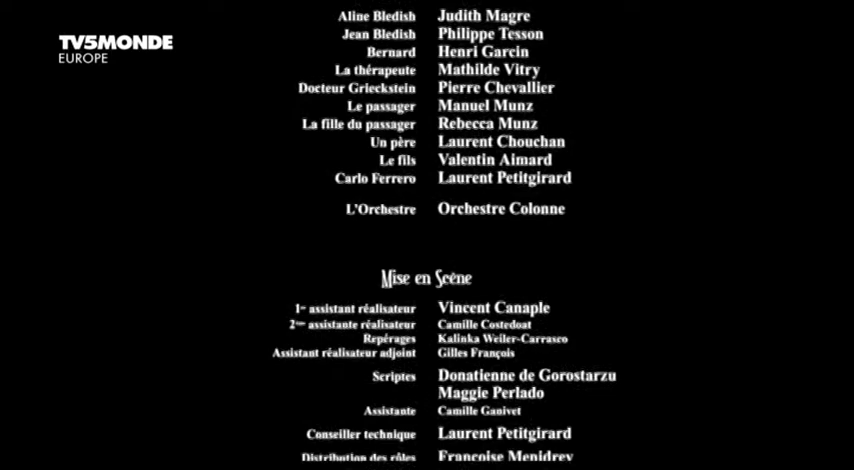 TV5MONDE
EUROPE
Aline Bledish Judith Magre
Jean Bledish Philippe Tesson
Bernard Henri Garcin
La thérapeute Mathilde Vitry
Docteur Grieckstein Pierre Chevallier
Le passager Manuel Munz
La fille du passager Rebecca Munz
Un père Laurent Chouchan
Le fils Valentin Aimard
Carlo Ferrero Laurent Petitgirard
L'Orchestre Orchestre Colonne
Mise en Scène
1er assistant réalisateur Vincent Canaple
2ème assistante réalisateur Camille Costedoat
Repérages Kalinka Weiler-Carrasco
Assistant réalisateur adjoint Gilles François
Scriptes Donatienne de Gorostarzu
Maggie Perlado
Assistante Camille Ganivet
Conseiller technique Laurent Petitgirard
Distribution des rôles Françoise Menidrey